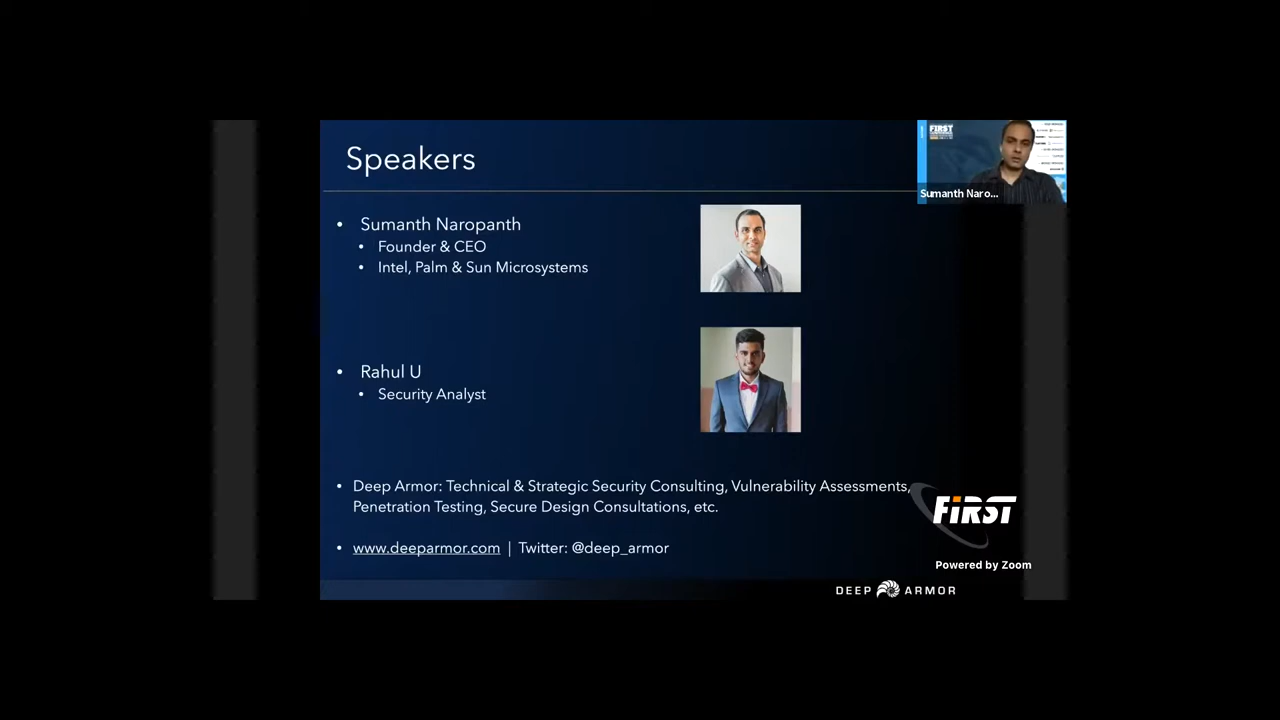 Speakers
Sumanth Naro...
• Sumanth Naropanth
• Founder & CEO
• Intel, Palm & Sun Microsystems
• Rahul U
• Security Analyst
• Deep Armor: Technical & Strategic Security Consulting, Vulnerability Assessments,
Penetration Testing, Secure Design Consultations, etc.
• www.deeparmor.com | Twitter: @deep_armor
FIRST
Powered by Zoom
DEEP ARMOR
FIRST